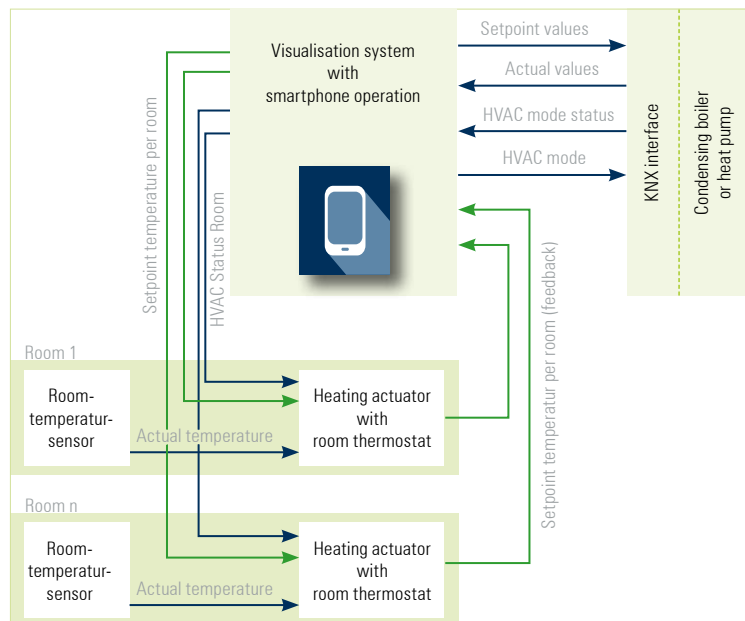 Visualisation system
with
smartphone operation
Setpoint values
Actual values
HVAC mode status
HVAC mode
KNX interface
Condensing boiler
or heat pump
Setpoint temperature per room
HVAC Status Room
Setpoint temperatur per room (feedback)
Room 1
Room-
temperatur-
sensor
Actual temperature
Heating actuator
with
room thermostat
Room n
Room-
temperatur-
sensor
Actual temperature
Heating actuator
with
room thermostat